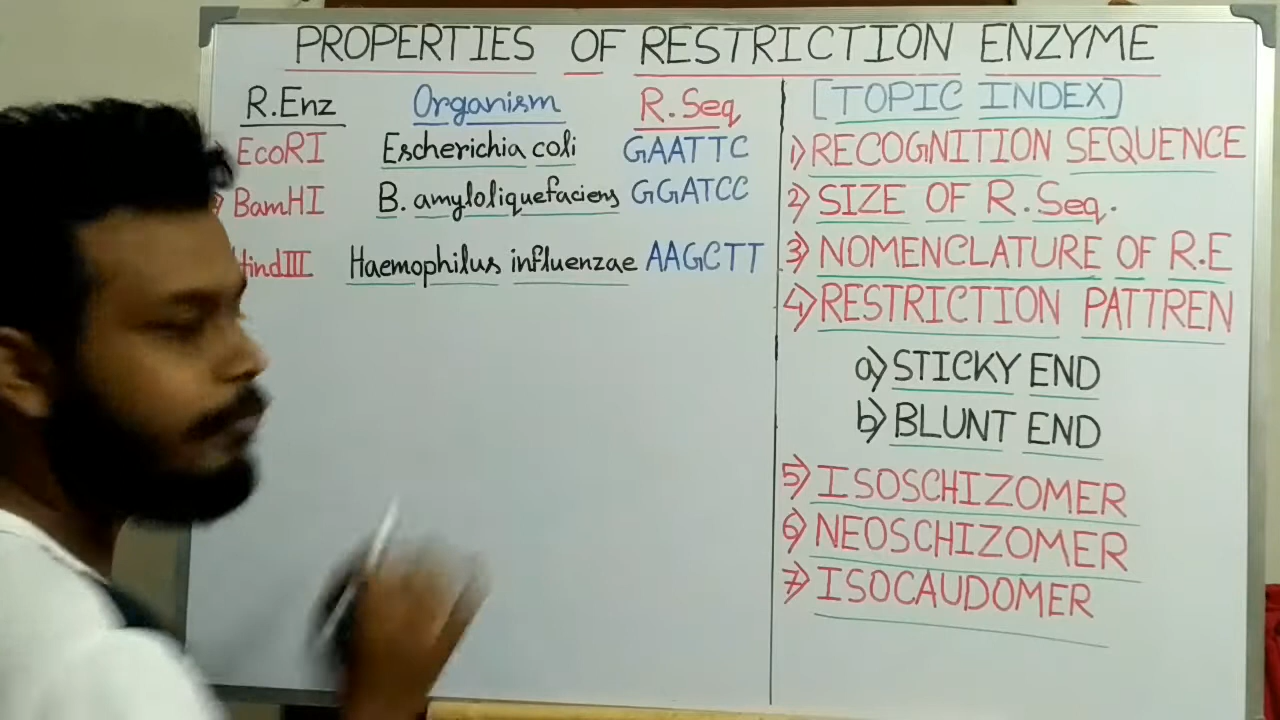 PROPERTIES OF RESTRICTION ENZYME
R.Enz Organism R.Seq
EcoRI Escherichia coli GAATTC
BamHI B. amyloliquefaciens GGATCC
HindIII Haemophilus influenzae AAGCTT
[TOPIC INDEX]
1) RECOGNITION SEQUENCE
2) SIZE OF R.Seq.
3) NOMENCLATURE OF R.E
4) RESTRICTION PATTREN
a) STICKY END
b) BLUNT END
5) ISOSCHIZOMER
6) NEOSCHIZOMER
7) ISOCAUDOMER